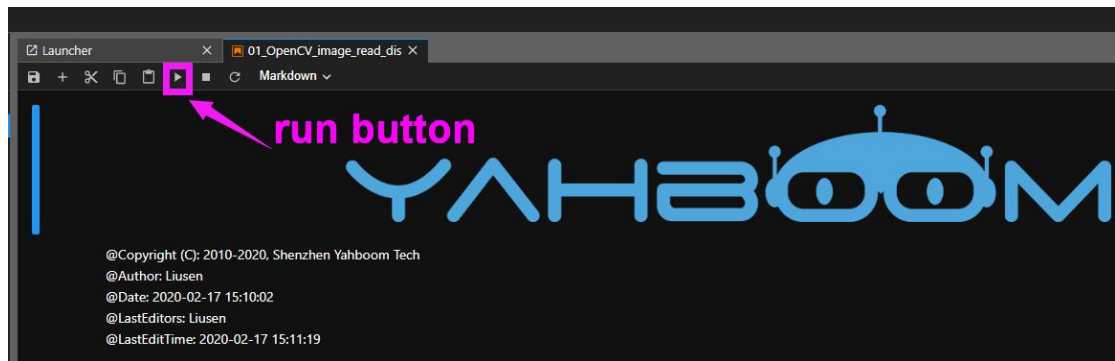 Launcher
01_OpenCV_image_read_dis
Markdown
run button
YAHBOOM
@Copyright (C): 2010-2020, Shenzhen Yahboom Tech
@Author: Liusen
@Date: 2020-02-17 15:10:02
@LastEditors: Liusen
@LastEditTime: 2020-02-17 15:11:19